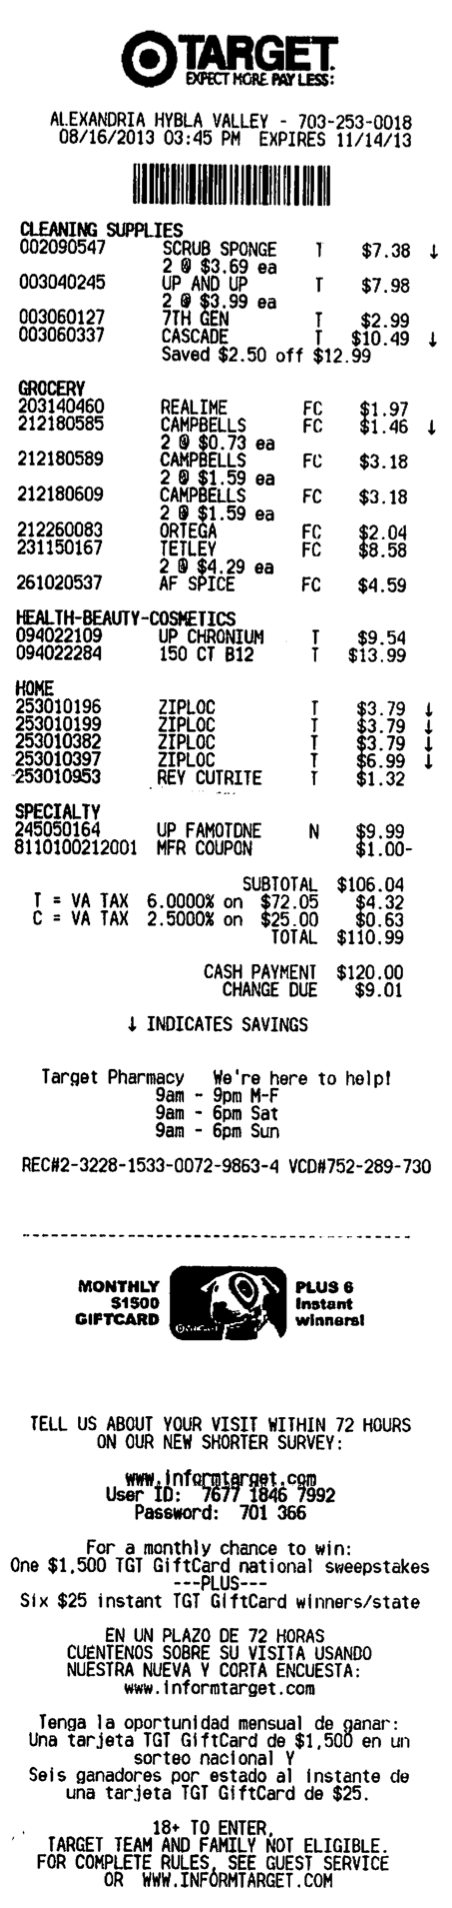 TARGET
EXPECT MORE. PAY LESS:
ALEXANDRIA HYBLA VALLEY - 703-253-0018
08/16/2013 03:45 PM EXPIRES 11/14/13
CLEANING SUPPLIES
002090547 SCRUB SPONGE T $7.38 ↓
2 @ $3.69 ea
003040245 UP AND UP T $7.98
2 @ $3.99 ea
003060127 7TH GEN T $2.99
003060337 CASCADE T $10.49 ↓
Saved $2.50 off $12.99
GROCERY
203140460 REALIME FC $1.97
212180585 CAMPBELLS FC $1.46 ↓
2 @ $0.73 ea
212180589 CAMPBELLS FC $3.18
2 @ $1.59 ea
212180609 CAMPBELLS FC $3.18
2 @ $1.59 ea
212260083 ORTEGA FC $2.04
231150167 TETLEY FC $8.58
2 @ $4.29 ea
261020537 AF SPICE FC $4.59
HEALTH-BEAUTY-COSMETICS
094022109 UP CHRONIUM T $9.54
094022284 150 CT B12 T $13.99
HOME
253010196 ZIPLOC T $3.79 ↓
253010199 ZIPLOC T $3.79 ↓
253010382 ZIPLOC T $3.79 ↓
253010397 ZIPLOC T $6.99 ↓
253010953 REY CUTRITE T $1.32
SPECIALTY
245050164 UP FAMOTDNE N $9.99
8110100212001 MFR COUPON $1.00-
SUBTOTAL $106.04
T = VA TAX 6.0000% on $72.05 $4.32
C = VA TAX 2.5000% on $25.00 $0.63
TOTAL $110.99
CASH PAYMENT $120.00
CHANGE DUE $9.01
↓ INDICATES SAVINGS
Target Pharmacy We're here to help!
9am - 9pm M-F
9am - 6pm Sat
9am - 6pm Sun
REC#2-3228-1533-0072-9863-4 VCD#752-289-730
MONTHLY
$1500
GIFTCARD
PLUS 6
Instant
winners!
TELL US ABOUT YOUR VISIT WITHIN 72 HOURS
ON OUR NEW SHORTER SURVEY:
www.informtarget.com
User ID: 7677 1846 7992
Password: 701 366
For a monthly chance to win:
One $1,500 TGT GiftCard national sweepstakes
---PLUS---
Six $25 instant TGT GiftCard winners/state
EN UN PLAZO DE 72 HORAS
CUENTENOS SOBRE SU VISITA USANDO
NUESTRA NUEVA Y CORTA ENCUESTA:
www.informtarget.com
Tenga la oportunidad mensual de ganar:
Una tarjeta TGT GiftCard de $1,500 en un
sorteo nacional Y
Seis ganadores por estado al instante de
una tarjeta TGT GiftCard de $25.
18+ TO ENTER,
TARGET TEAM AND FAMILY NOT ELIGIBLE.
FOR COMPLETE RULES, SEE GUEST SERVICE
OR WWW.INFORMTARGET.COM